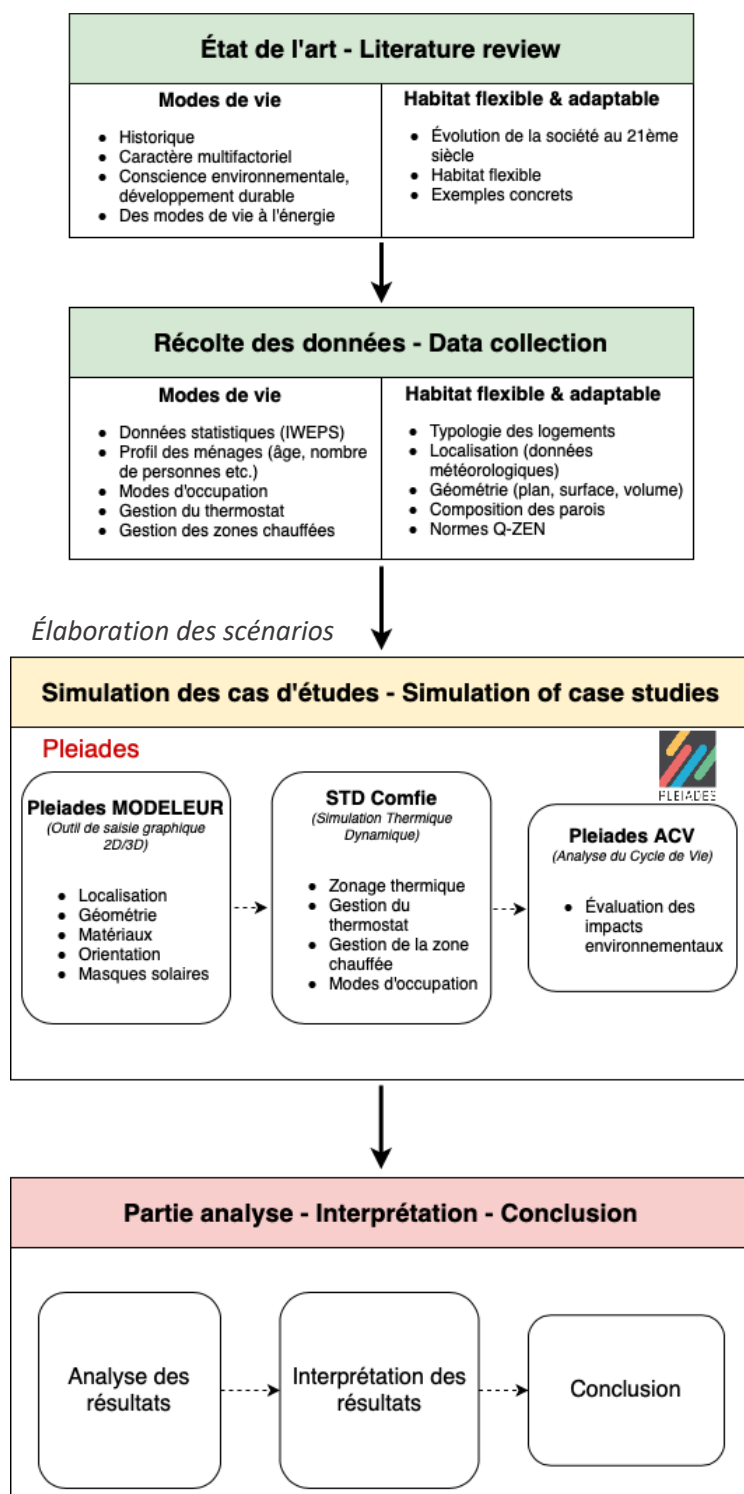 État de l'art - Literature review
Modes de vie
• Historique
• Caractère multifactoriel
• Conscience environnementale,
développement durable
• Des modes de vie à l'énergie
Habitat flexible & adaptable
• Évolution de la société au 21ème
siècle
• Habitat flexible
• Exemples concrets
Récolte des données - Data collection
Modes de vie
• Données statistiques (IWEPS)
• Profil des ménages (âge, nombre
de personnes etc.)
• Modes d'occupation
• Gestion du thermostat
• Gestion des zones chauffées
Habitat flexible & adaptable
• Typologie des logements
• Localisation (données
météorologiques)
• Géométrie (plan, surface, volume)
• Composition des parois
• Normes Q-ZEN
Élaboration des scénarios
Simulation des cas d'études - Simulation of case studies
Pleiades
PLEIADES
Pleiades MODELEUR
(Outil de saisie graphique
2D/3D)
• Localisation
• Géométrie
• Matériaux
• Orientation
• Masques solaires
STD Comfie
(Simulation Thermique
Dynamique)
• Zonage thermique
• Gestion du
thermostat
• Gestion de la zone
chauffée
• Modes d'occupation
Pleiades ACV
(Analyse du Cycle de Vie)
• Évaluation des
impacts
environnementaux
Partie analyse - Interprétation - Conclusion
Analyse des
résultats
Interprétation des
résultats
Conclusion